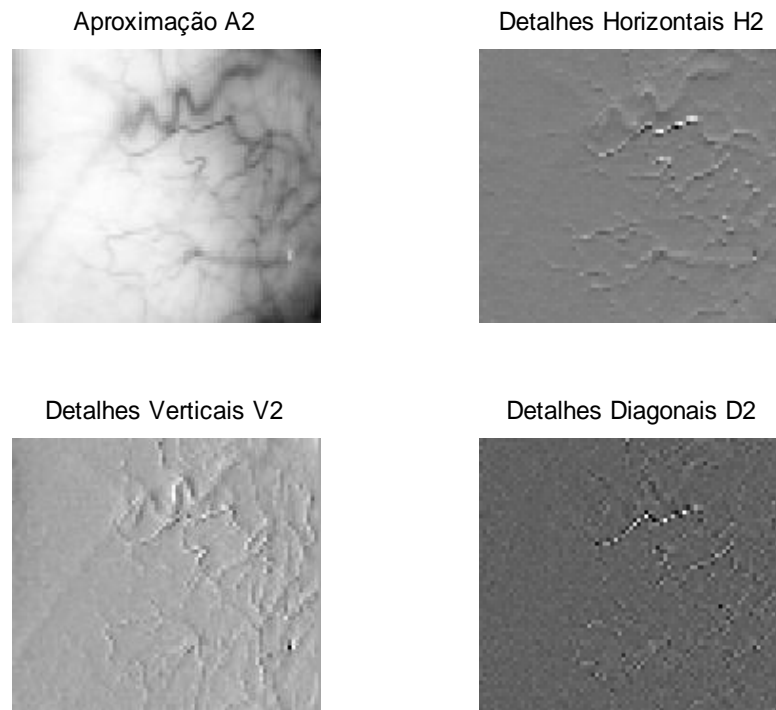 Aproximação A2
Detalhes Horizontais H2
Detalhes Verticais V2
Detalhes Diagonais D2